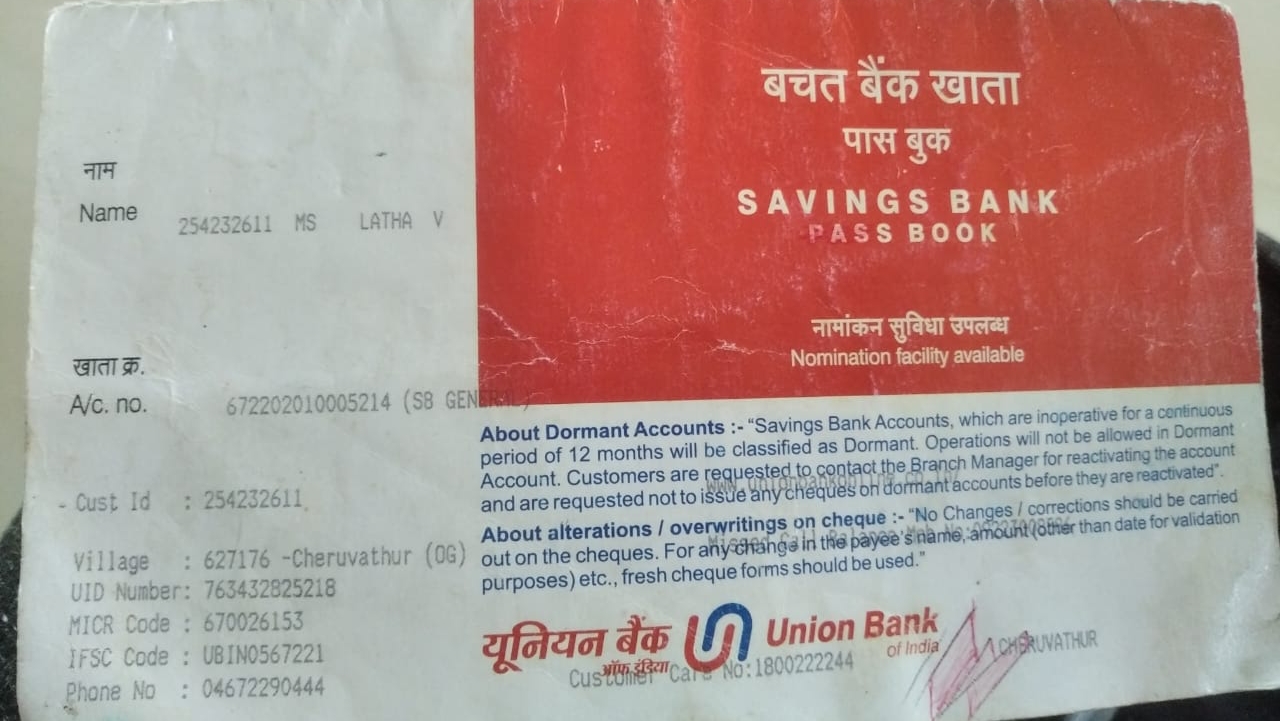 नाम
Name 254232611 MS LATHA V
खाता क्र.
A/c. no. 672202010005214 (SB GENERAL)
- Cust Id : 254232611
Village : 627176 -Cheruvathur (OG)
UID Number: 763432825218
MICR Code : 670026153
IFSC Code : UBIN0567221
Phone No : 04672290444
बचत बैंक खाता
पास बुक
SAVINGS BANK
PASS BOOK
नामांकन सुविधा उपलब्ध
Nomination facility available
About Dormant Accounts :- “Savings Bank Accounts, which are inoperative for a continuous
period of 12 months will be classified as Dormant. Operations will not be allowed in Dormant
Account. Customers are requested to contact the Branch Manager for reactivating the account
www.unionbankonline.co.in/
and are requested not to issue any cheques on dormant accounts before they are reactivated”.
About alterations / overwritings on cheque :- “No Changes / corrections should be carried
Missed Call Balance:Mob No:
out on the cheques. For any change in the payee's name, amount (other than date for validation
purposes) etc., fresh cheque forms should be used.”
यूनियन बैंक Union Bank
ऑफ़ इंडिया of India
CHERUVATHUR
Customer Care No:1800222244